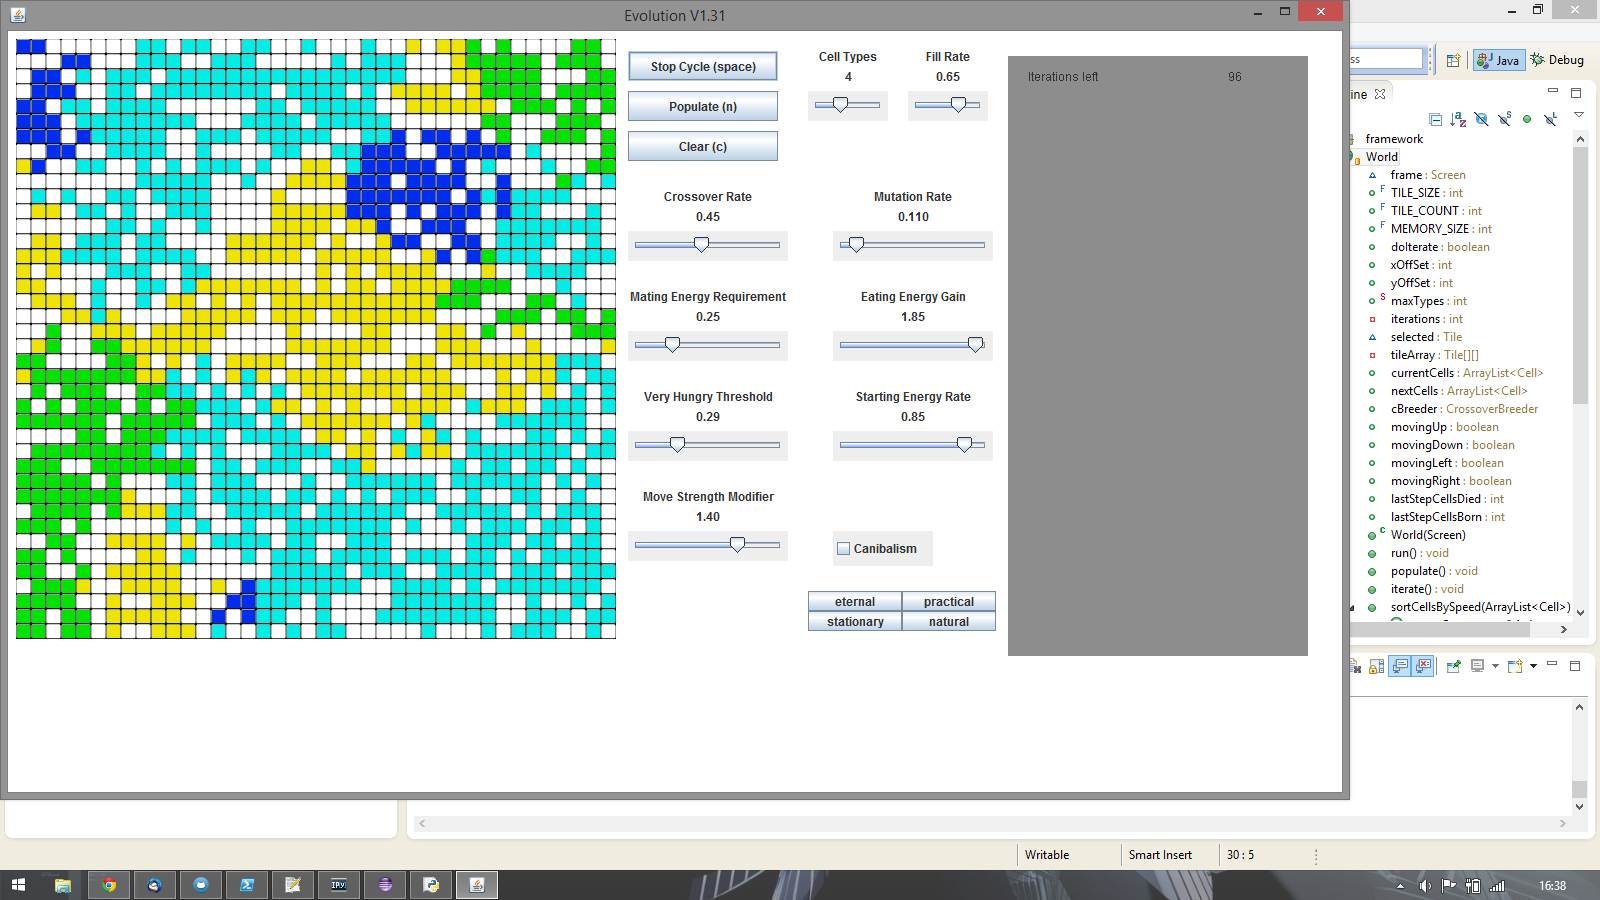 Evolution V1.31
Stop Cycle (space)
Populate (n)
Clear (c)
Cell Types
4
Fill Rate
0.65
Crossover Rate
0.45
Mutation Rate
0.110
Mating Energy Requirement
0.25
Eating Energy Gain
1.85
Very Hungry Threshold
0.29
Starting Energy Rate
0.85
Move Strength Modifier
1.40
Canibalism
eternal
practical
stationary
natural
Iterations left 96
ss
Java
Debug
ine
framework
World
frame : Screen
TILE_SIZE : int
TILE_COUNT : int
MEMORY_SIZE : int
doIterate : boolean
xOffSet : int
yOffSet : int
maxTypes : int
iterations : int
selected : Tile
tileArray : Tile[][]
currentCells : ArrayList<Cell>
nextCells : ArrayList<Cell>
cBreeder : CrossoverBreeder
movingUp : boolean
movingDown : boolean
movingLeft : boolean
movingRight : boolean
lastStepCellsDied : int
lastStepCellsBorn : int
World(Screen)
run() : void
populate() : void
iterate() : void
sortCellsBySpeed(ArrayList<Cell>)
Writable
Smart Insert
30 : 5
IPy
16:38